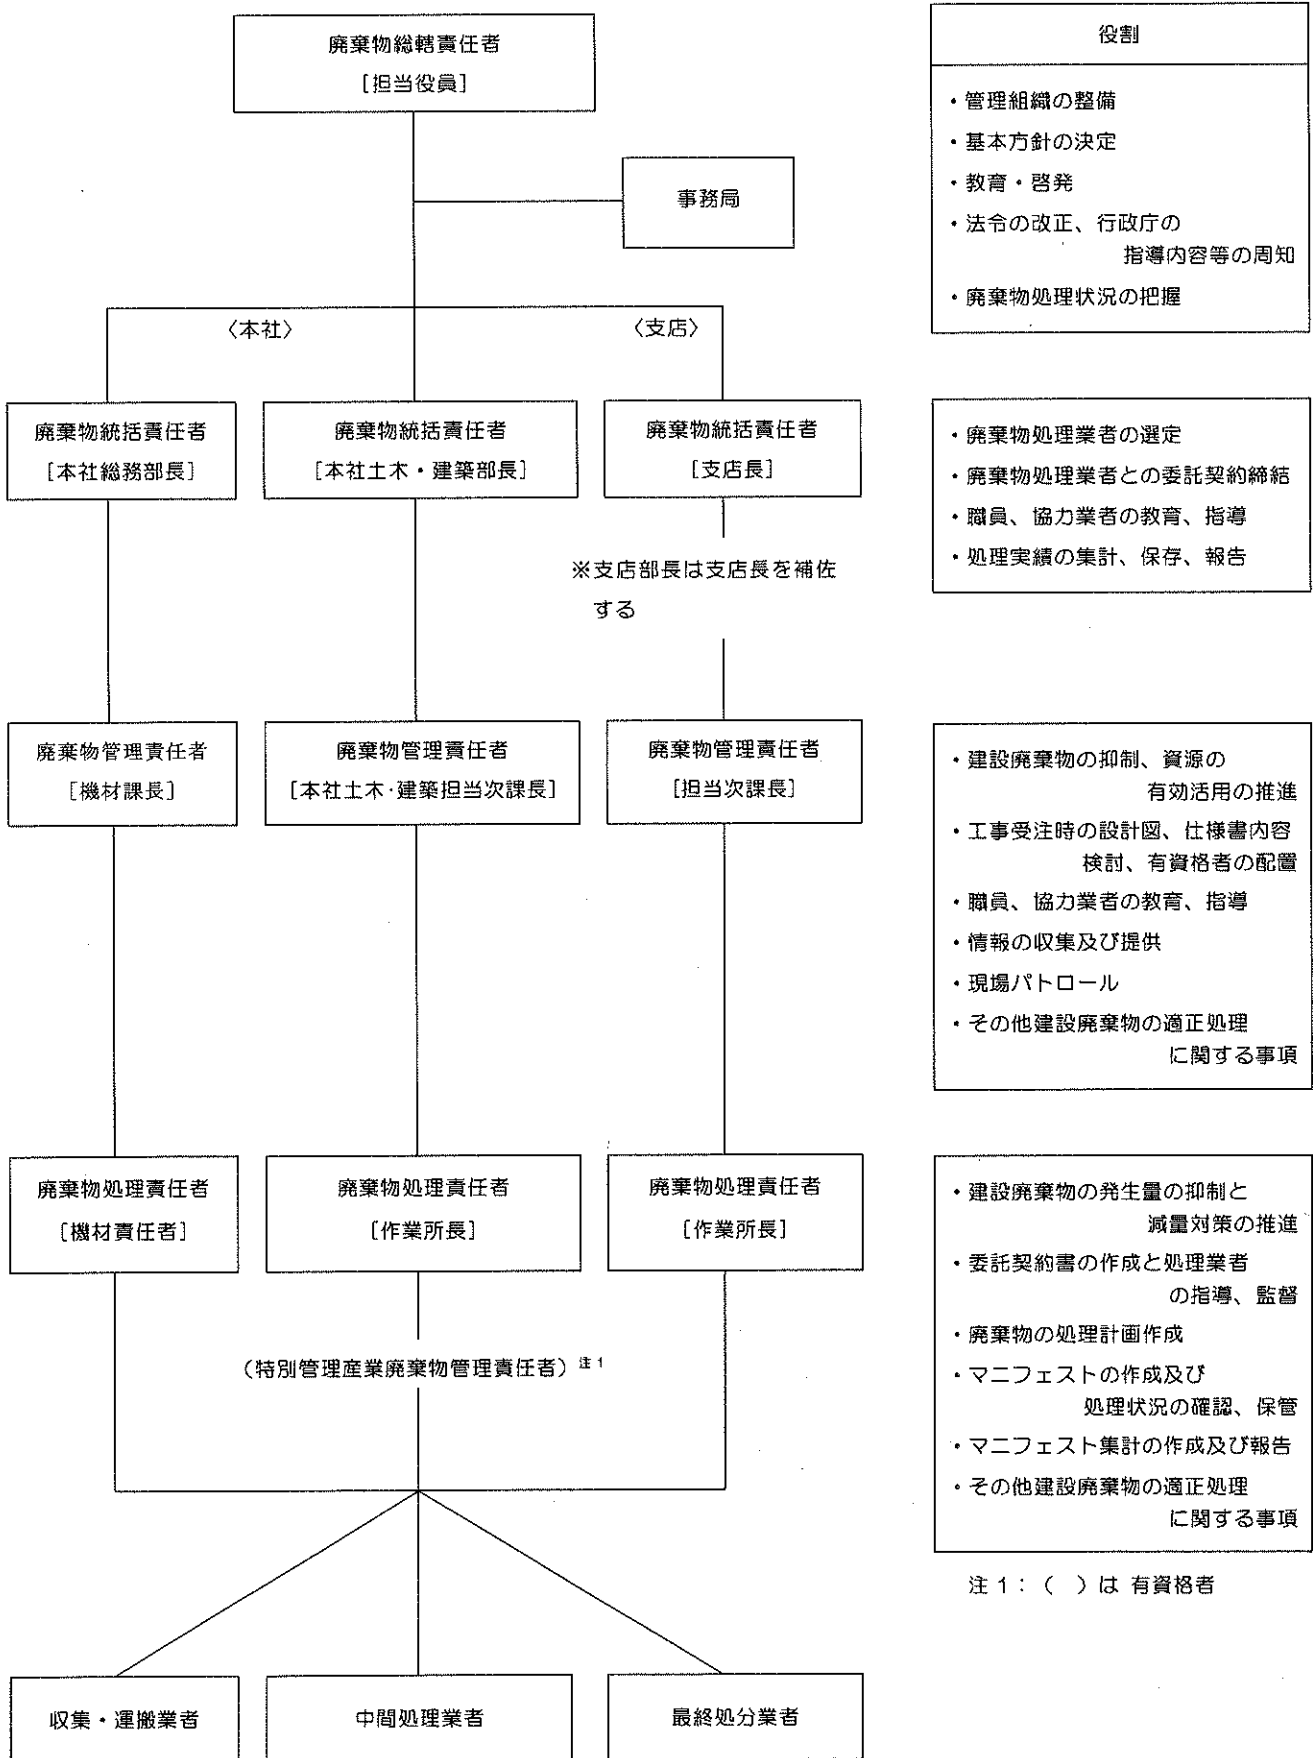 廃棄物総轄責任者
[担当役員]
事務局
〈本社〉
〈支店〉
廃棄物統括責任者
[本社総務部長]
廃棄物統括責任者
[本社土木・建築部長]
廃棄物統括責任者
[支店長]
※支店部長は支店長を補佐
する
廃棄物管理責任者
[機材課長]
廃棄物管理責任者
[本社土木・建築担当次課長]
廃棄物管理責任者
[担当次課長]
廃棄物処理責任者
[機材責任者]
廃棄物処理責任者
[作業所長]
廃棄物処理責任者
[作業所長]
(特別管理産業廃棄物管理責任者) 注1
収集・運搬業者
中間処理業者
最終処分業者
役割
・管理組織の整備
・基本方針の決定
・教育・啓発
・法令の改正、行政庁の
指導内容等の周知
・廃棄物処理状況の把握
・廃棄物処理業者の選定
・廃棄物処理業者との委託契約締結
・職員、協力業者の教育、指導
・処理実績の集計、保存、報告
・建設廃棄物の抑制、資源の
有効活用の推進
・工事受注時の設計図、仕様書内容
検討、有資格者の配置
・職員、協力業者の教育、指導
・情報の収集及び提供
・現場パトロール
・その他建設廃棄物の適正処理
に関する事項
・建設廃棄物の発生量の抑制と
減量対策の推進
・委託契約書の作成と処理業者
の指導、監督
・廃棄物の処理計画作成
・マニフェストの作成及び
処理状況の確認、保管
・マニフェスト集計の作成及び報告
・その他建設廃棄物の適正処理
に関する事項
注1:( )は 有資格者